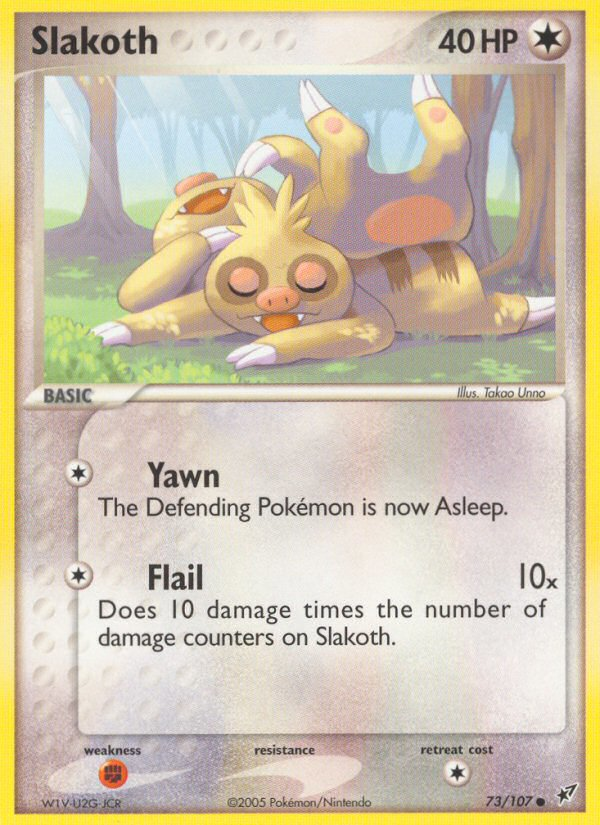 Slakoth 40 HP
BASIC Illus. Takao Unno
Yawn
The Defending Pokémon is now Asleep.
Flail 10x
Does 10 damage times the number of
damage counters on Slakoth.
weakness resistance retreat cost
W1V-U2G-JCR ©2005 Pokémon/Nintendo 73/107